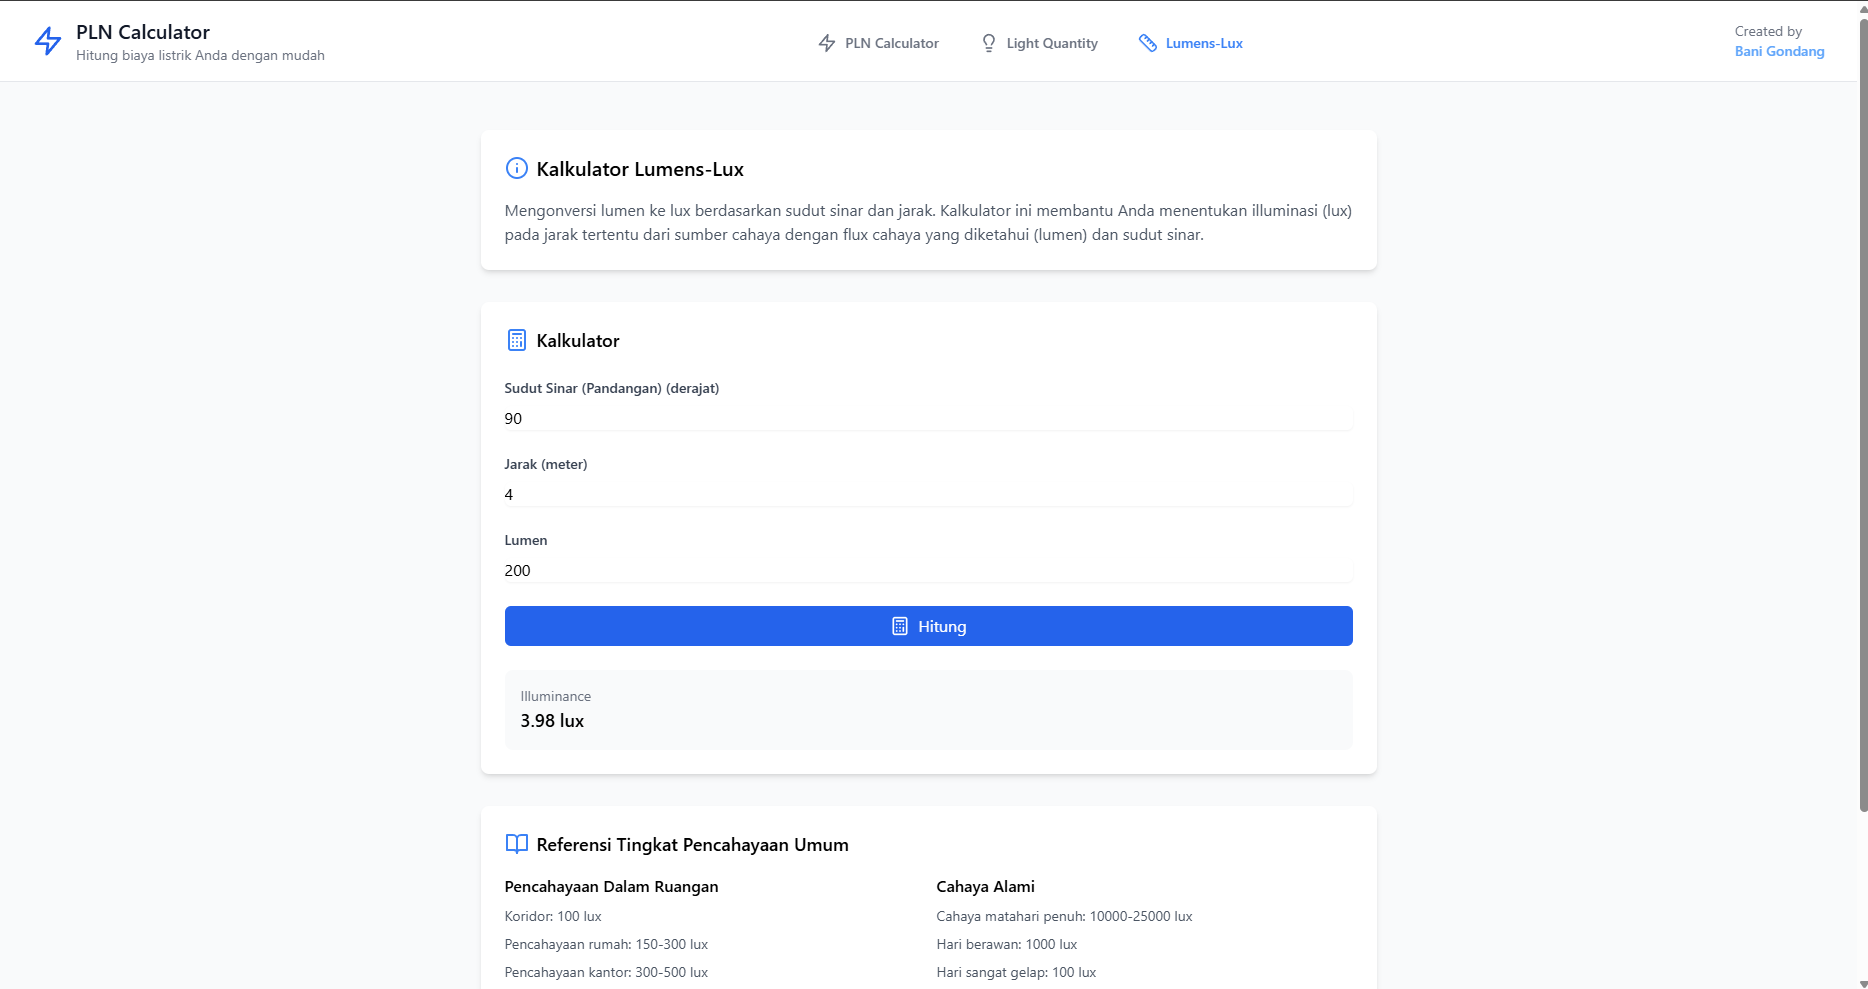 PLN Calculator
Hitung biaya listrik Anda dengan mudah
PLN Calculator
Light Quantity
Lumens-Lux
Created by
Bani Gondang
Kalkulator Lumens-Lux
Mengonversi lumen ke lux berdasarkan sudut sinar dan jarak. Kalkulator ini membantu Anda menentukan illuminasi (lux)
pada jarak tertentu dari sumber cahaya dengan flux cahaya yang diketahui (lumen) dan sudut sinar.
Kalkulator
Sudut Sinar (Pandangan) (derajat)
90
Jarak (meter)
4
Lumen
200
Hitung
Illuminance
3.98 lux
Referensi Tingkat Pencahayaan Umum
Pencahayaan Dalam Ruangan
Koridor: 100 lux
Pencahayaan rumah: 150-300 lux
Pencahayaan kantor: 300-500 lux
Cahaya Alami
Cahaya matahari penuh: 10000-25000 lux
Hari berawan: 1000 lux
Hari sangat gelap: 100 lux